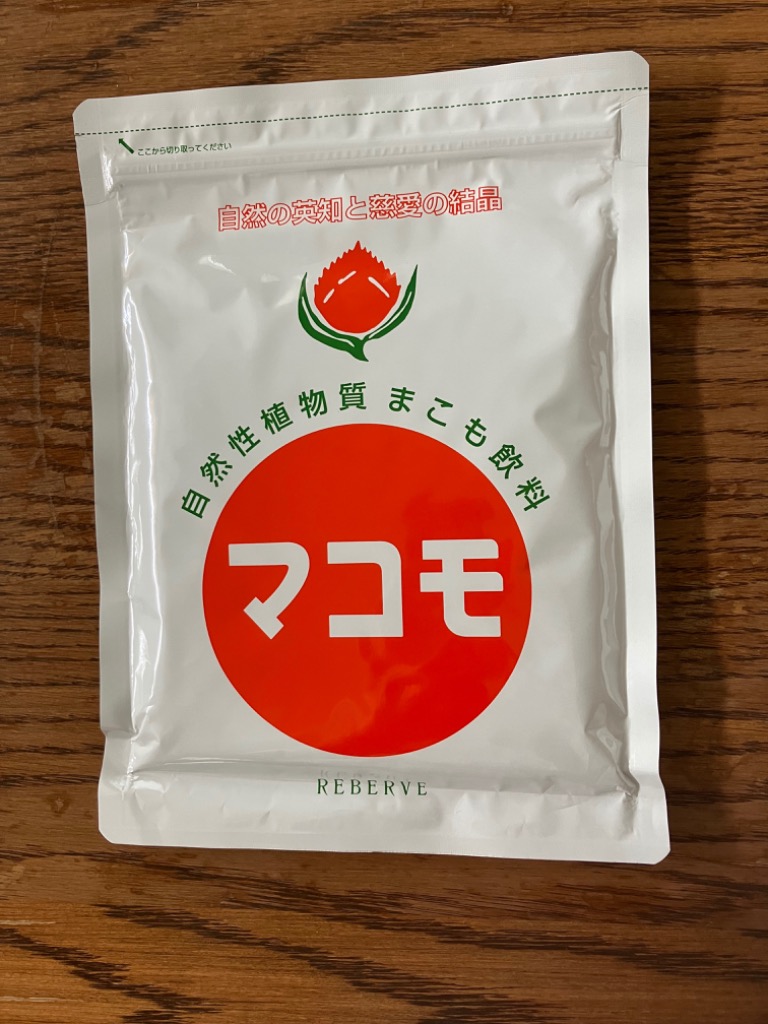 ここから切り取ってください
自然の英知と慈愛の結晶
自然性植物質 まこも飲料
マコモ
REBERVE